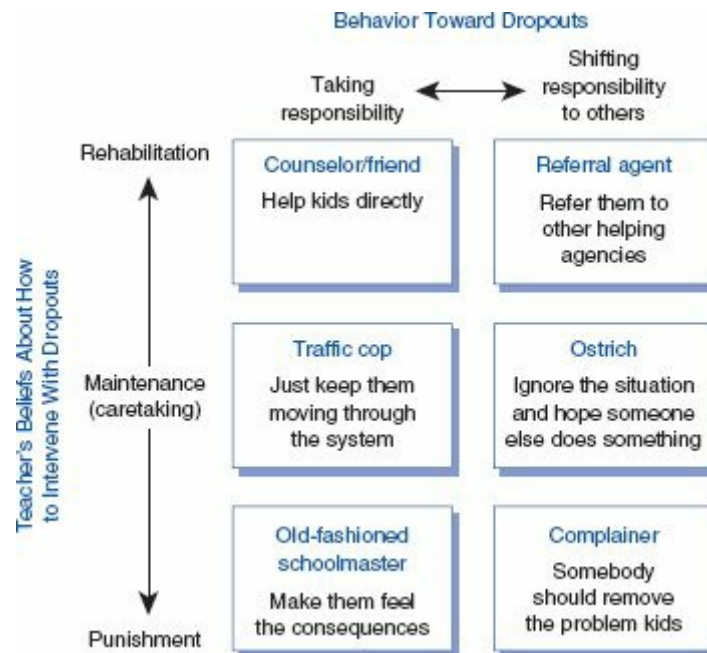 Behavior Toward Dropouts
Taking
responsibility
Shifting
responsibility
to others
Teacher's Beliefs About How
to Intervene With Dropouts
Rehabilitation
Counselor/friend
Help kids directly
Referral agent
Refer them to
other helping
agencies
Maintenance
(caretaking)
Traffic cop
Just keep them
moving through
the system
Ostrich
Ignore the situation
and hope someone
else does something
Punishment
Old-fashioned
schoolmaster
Make them feel
the consequences
Complainer
Somebody
should remove
the problem kids